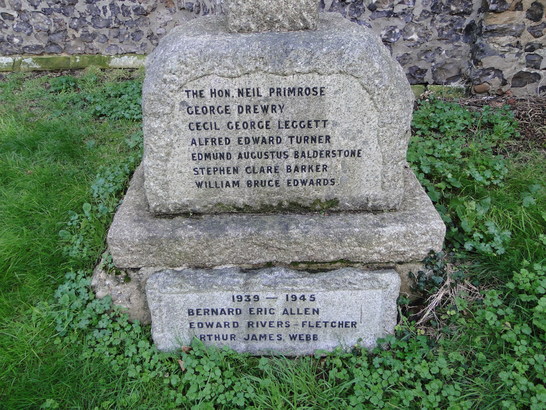 THE HON. NEIL PRIMROSE
GEORGE DREWRY
CECIL GEORGE LEGGETT
ALFRED EDWARD TURNER
EDMUND AUGUSTUS BALDERSTONE
STEPHEN CLARE BARKER
WILLIAM BRUCE EDWARDS
1939 — 1945
BERNARD ERIC ALLEN
EDWARD RIVERS-FLETCHER
ARTHUR JAMES WEBB